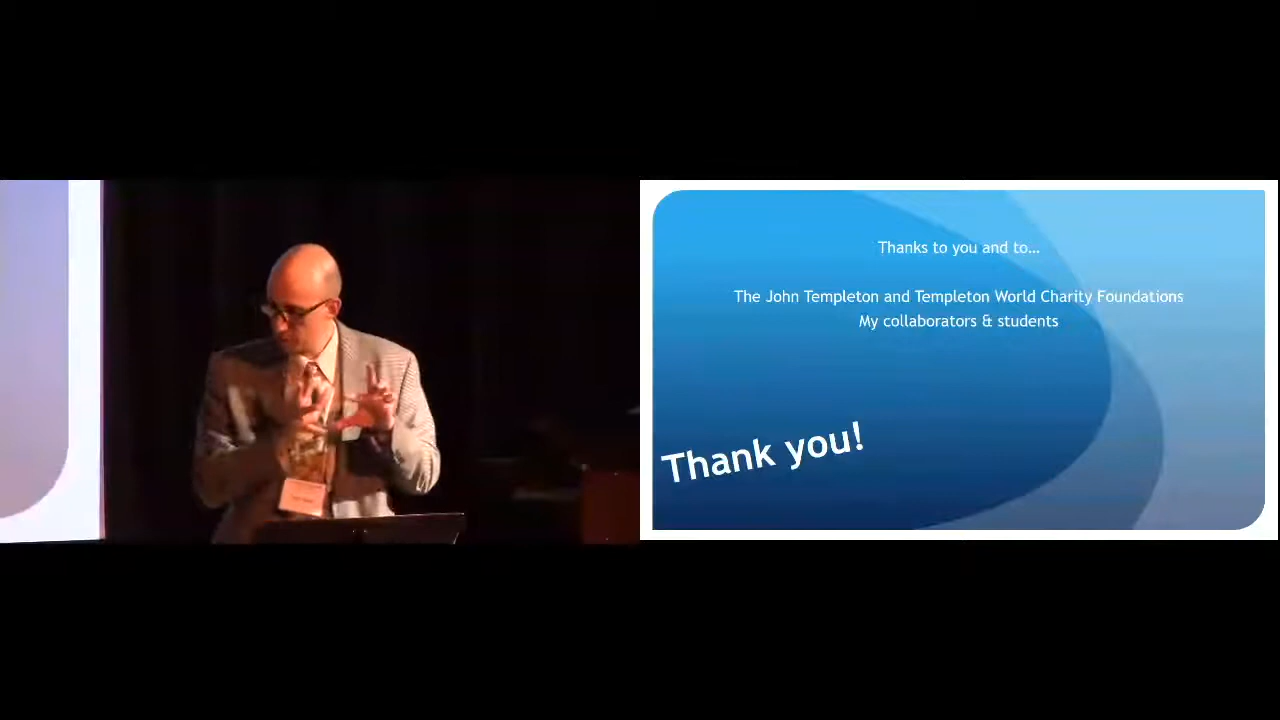 Thanks to you and to...
The John Templeton and Templeton World Charity Foundations
My collaborators & students
Thank you!